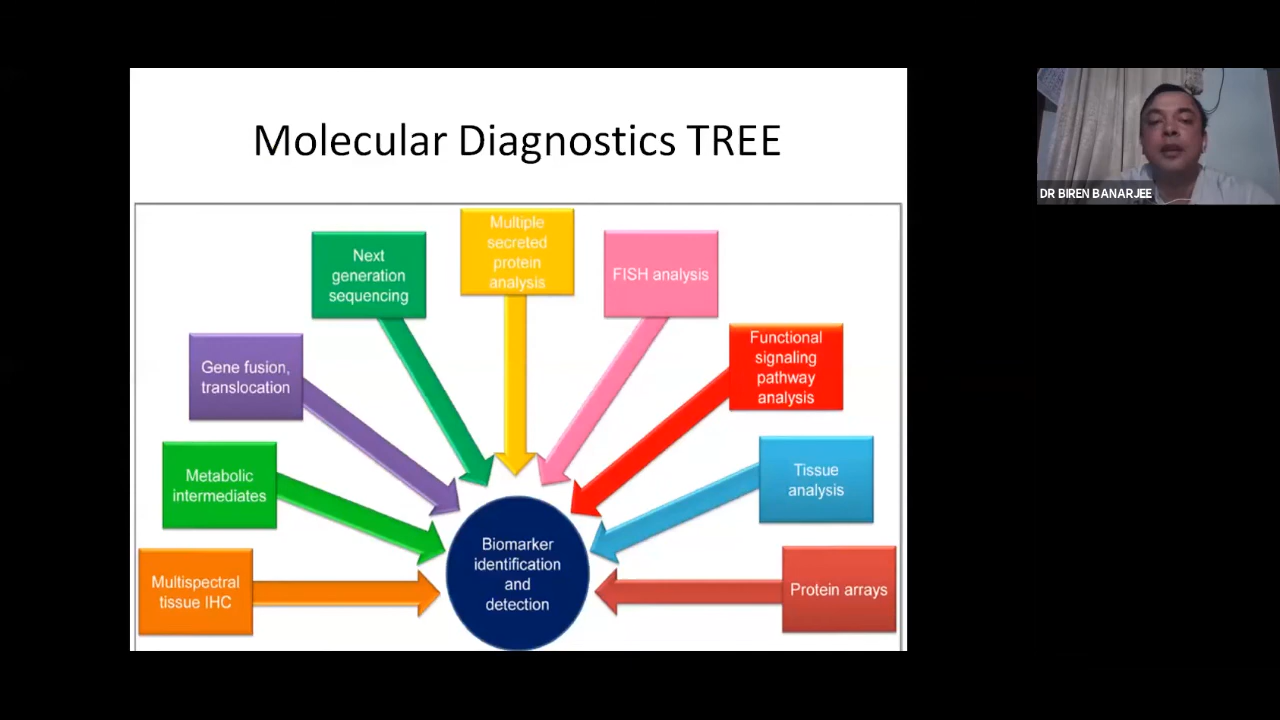 Molecular Diagnostics TREE
DR BIREN BANARJEE
Multiple
secreted
protein
analysis
Next
generation
sequencing
FISH analysis
Gene fusion,
translocation
Functional
signaling
pathway
analysis
Metabolic
intermediates
Tissue
analysis
Multispectral
tissue IHC
Biomarker
identification
and
detection
Protein arrays